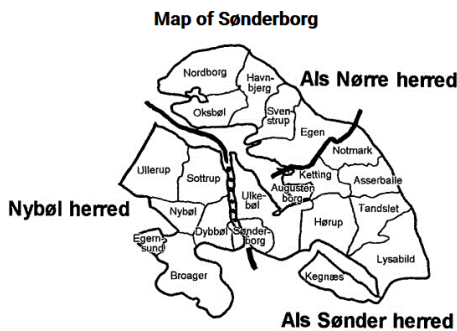 Map of Sønderborg
Nordborg
Havn-
bjerg
Als Nørre herred
Oksbøl
Sven-
strup
Egen
Notmark
Ullerup
Sottrup
Ketting
Asserballe
Augusten
borg
Ulke-
bøl
Tandslet
Nybøl herred
Nybøl
Hørup
Dybbøl
Sønder-
borg
Egern-
sund
Lysabild
Broager
Kegnæs
Als Sønder herred